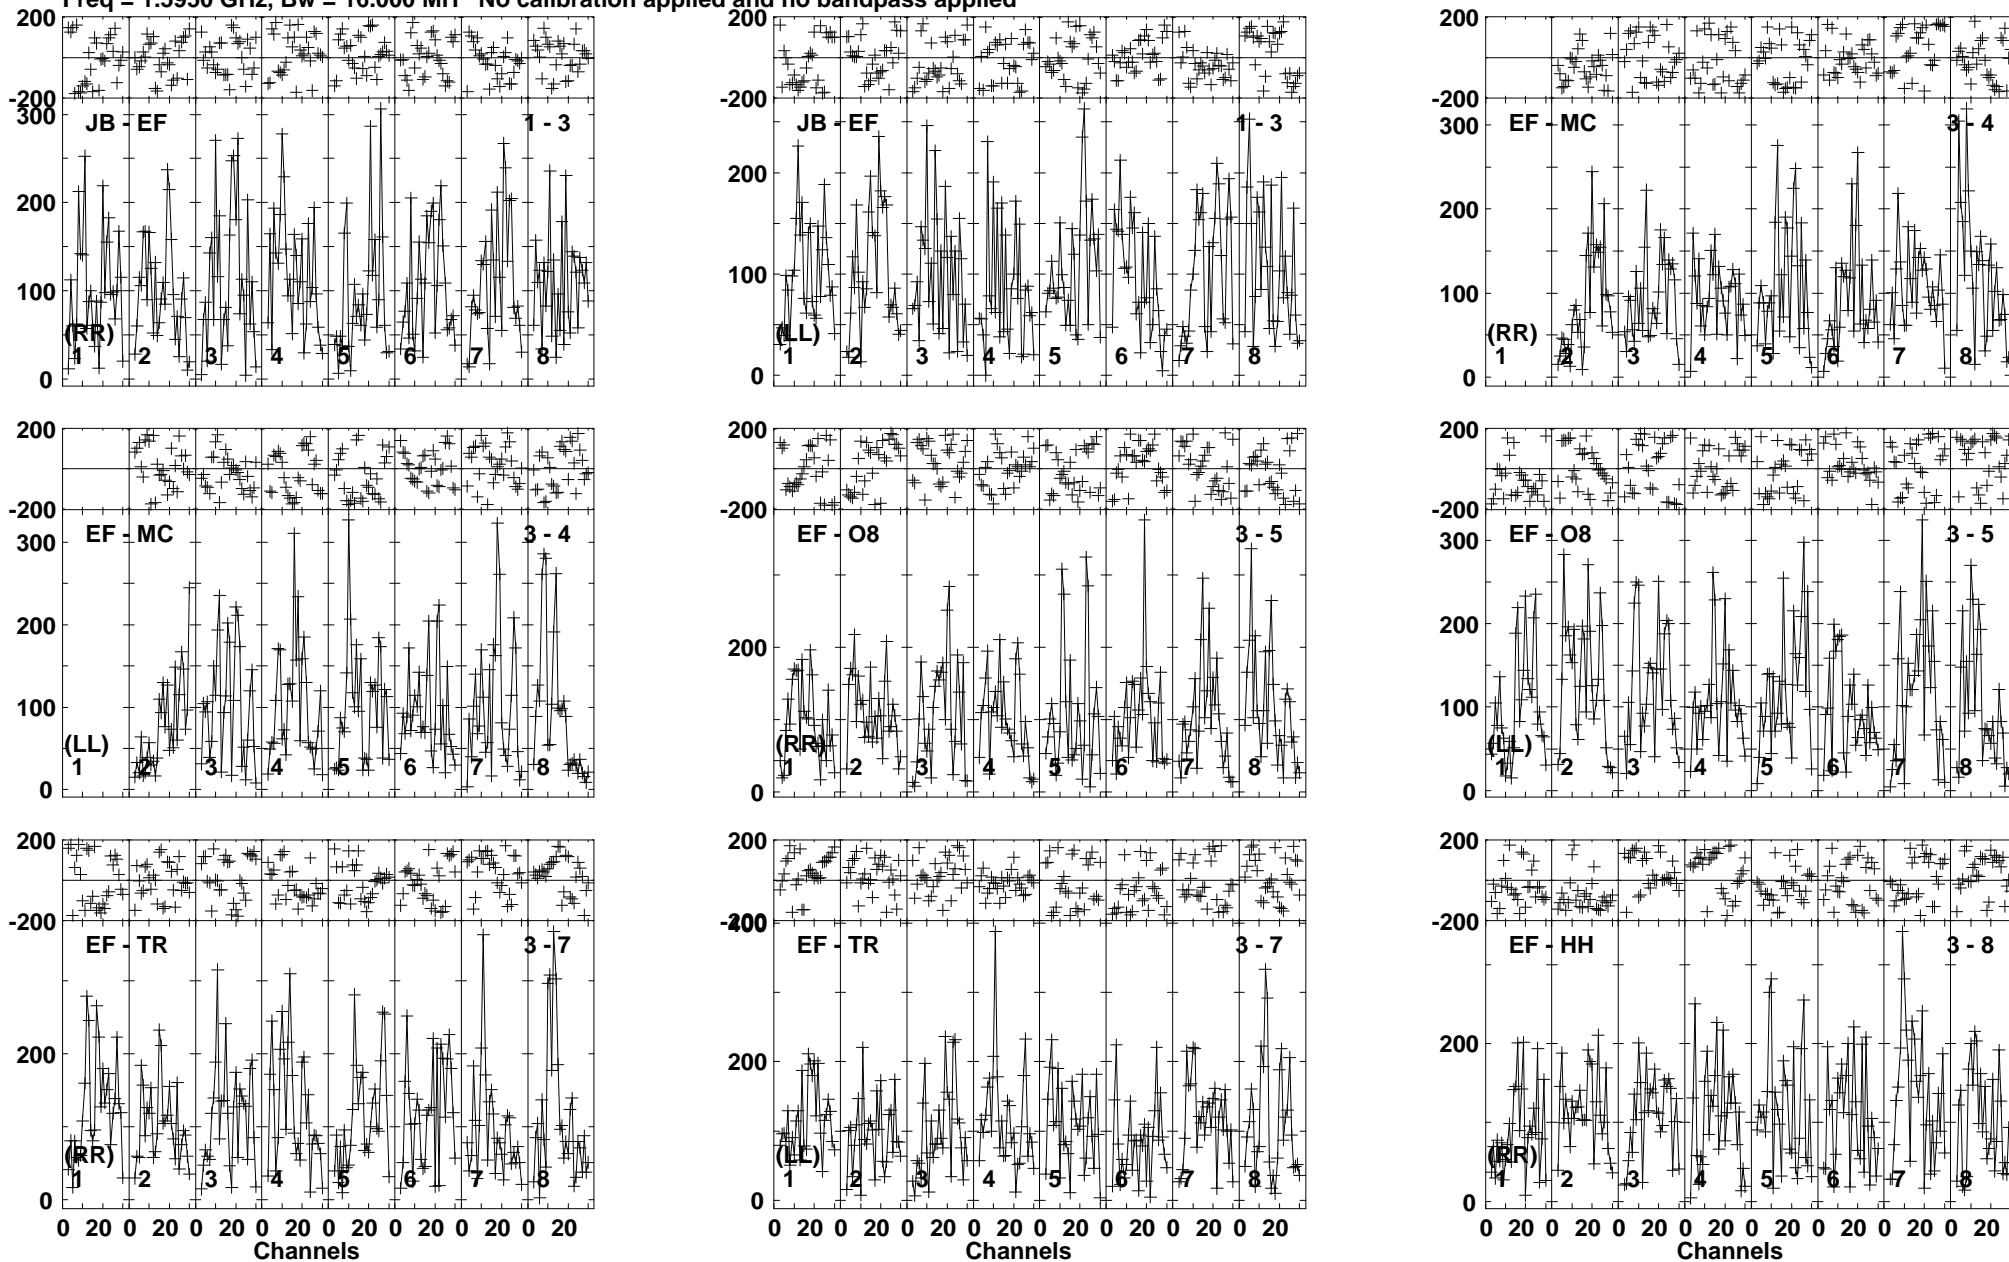 Freq = 1.5950 GHz, Bw = 16.000 MH No calibration applied and no bandpass applied
200 200 200
-200 -200 -200
JB - EF 1 - 3 JB - EF 1 - 3 EF - MC 3 - 4
300 200 100 0
200 100 0
300 200 100 0
(RR) (LL) (RR)
1 2 3 4 5 6 7 8 1 2 3 4 5 6 7 8 1 2 3 4 5 6 7 8
200 200 200
-200 -200 -200
EF - MC 3 - 4 EF - O8 3 - 5 EF - O8 3 - 5
300 200 100 0
200 0
300 200 100 0
(LL) (RR) (LL)
1 2 3 4 5 6 7 8 1 2 3 4 5 6 7 8 1 2 3 4 5 6 7 8
200 200 200
-200 -200 -200
400
EF - TR 3 - 7 EF - TR 3 - 7 EF - HH 3 - 8
200 0
300 200 100 0
200 0
(RR) (LL) (RR)
1 2 3 4 5 6 7 8 1 2 3 4 5 6 7 8 1 2 3 4 5 6 7 8
0 20 0 20 0 20 0 20 0 20 0 20 0 20 0 20 0 20 0 20 0 20 0 20 0 20 0 20 0 20 0 20 0 20 0 20 0 20 0 20 0 20 0 20 0 20 0 20
Channels Channels Channels